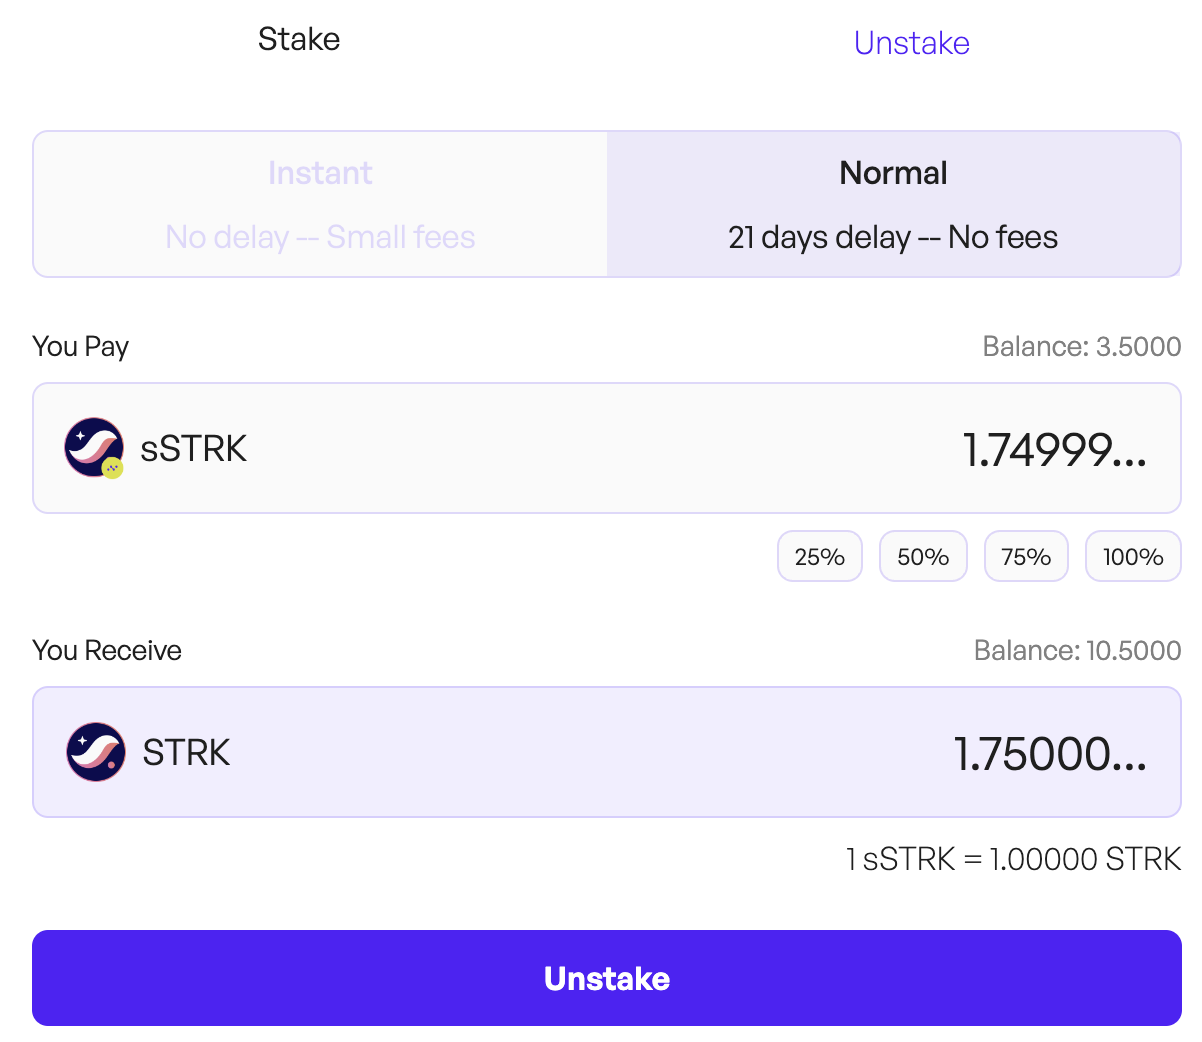 Stake
Unstake
Instant
No delay -- Small fees
Normal
21 days delay -- No fees
You Pay
Balance: 3.5000
sSTRK
1.74999...
25%
50%
75%
100%
You Receive
Balance: 10.5000
STRK
1.75000...
1 sSTRK = 1.00000 STRK
Unstake